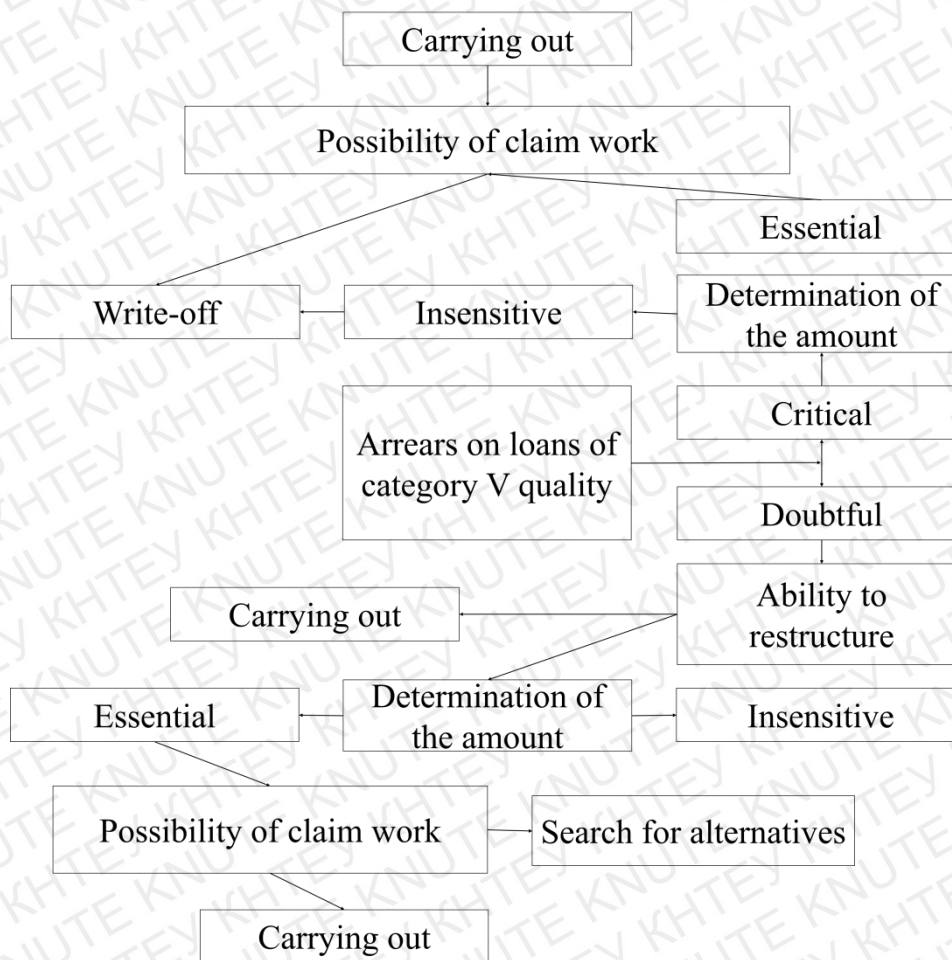 Carrying out
Possibility of claim work
Essential
Determination of
the amount
Write-off
Insensitive
Critical
Arrears on loans of
category V quality
Doubtful
Ability to
restructure
Carrying out
Essential
Determination of
the amount
Insensitive
Possibility of claim work
Search for alternatives
Carrying out